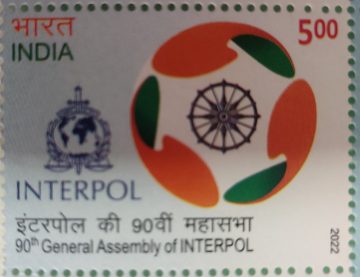 भारत 5.00
INDIA
INTERPOL
इंटरपोल की 90वीं महासभा
90th General Assembly of INTERPOL
2022